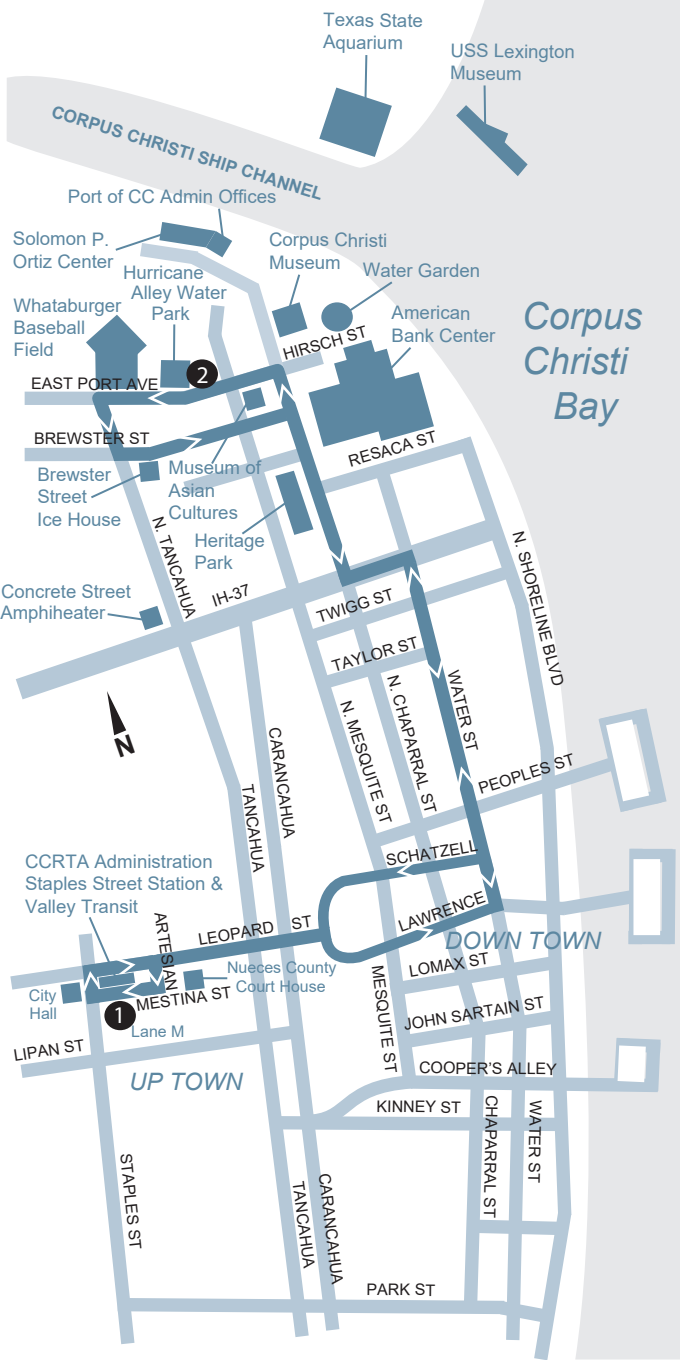 Texas State
Aquarium
USS Lexington
Museum
CORPUS CHRISTI SHIP CHANNEL
Port of CC Admin Offices
Solomon P.
Ortiz Center
Corpus Christi
Museum
Water Garden
Hurricane
Alley Water
Park
Whataburger
Baseball
Field
American
Bank Center
Corpus
Christi
Bay
HIRSCH ST
2
EAST PORT AVE
BREWSTER ST
RESACA ST
Brewster
Street
Ice House
Museum of
Asian
Cultures
Heritage
Park
N. TANCAHUA
N. SHORELINE BLVD
Concrete Street
Amphiheater
IH-37
TWIGG ST
TAYLOR ST
WATER ST
N. MESQUITE ST
N. CHAPARRAL ST
N
CARANCAHUA
TANCAHUA
PEOPLES ST
SCHATZELL
CCRTA Administration
Staples Street Station &
Valley Transit
ARTESIAN
LEOPARD ST
LAWRENCE
DOWN TOWN
Nueces County
Court House
LOMAX ST
City
Hall
MESTINA ST
1
Lane M
MESQUITE ST
JOHN SARTAIN ST
LIPAN ST
UP TOWN
COOPER'S ALLEY
KINNEY ST
CHAPARRAL ST
WATER ST
STAPLES ST
TANCAHUA
CARANCAHUA
PARK ST